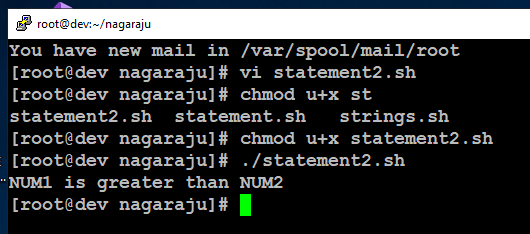 root@dev:~/nagaraju
You have new mail in /var/spool/mail/root
[root@dev nagaraju]# vi statement2.sh
[root@dev nagaraju]# chmod u+x st
statement2.sh  statement.sh   strings.sh
[root@dev nagaraju]# chmod u+x statement2.sh
[root@dev nagaraju]# ./statement2.sh
NUM1 is greater than NUM2
[root@dev nagaraju]#